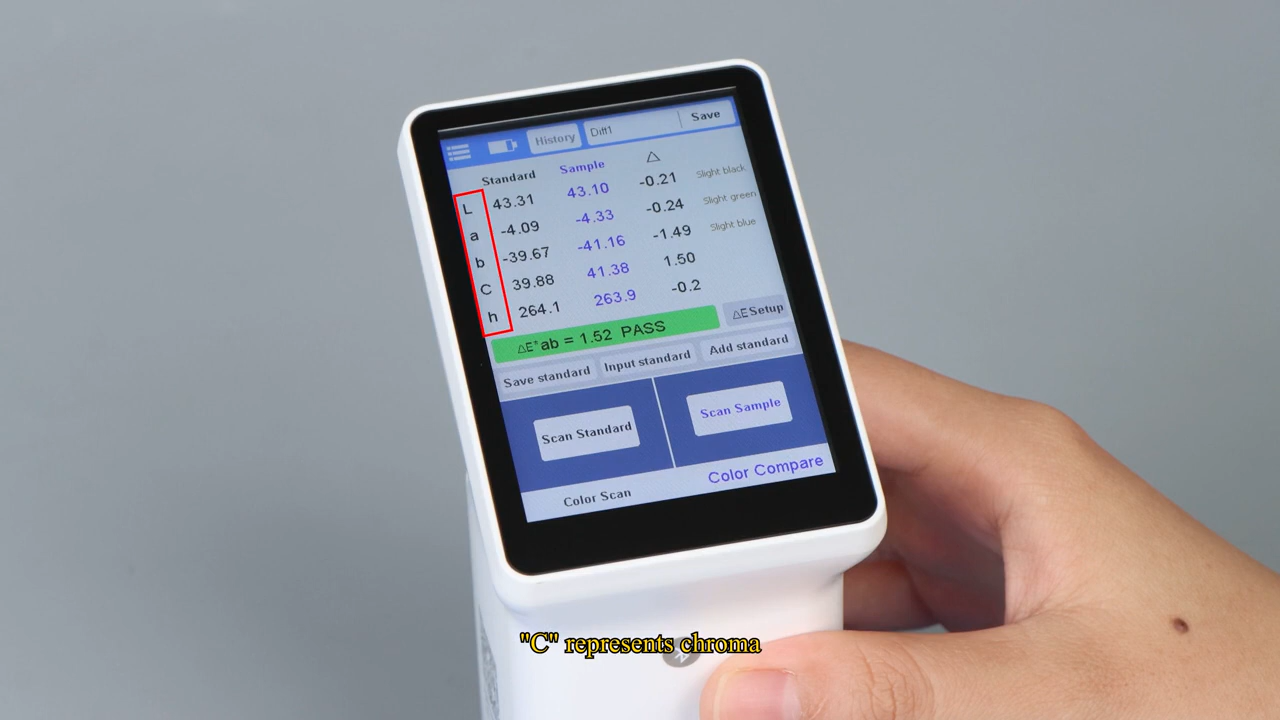 History Diff1 Save
Standard Sample △
L 43.31 43.10 -0.21 Slight black
a -4.09 -4.33 -0.24 Slight green
b -39.67 -41.16 -1.49 Slight blue
C 39.88 41.38 1.50
h 264.1 263.9 -0.2
△E*ab = 1.52 PASS △ESetup
Save standard Input standard Add standard
Scan Standard Scan Sample
Color Scan Color Compare
"C" represents chroma